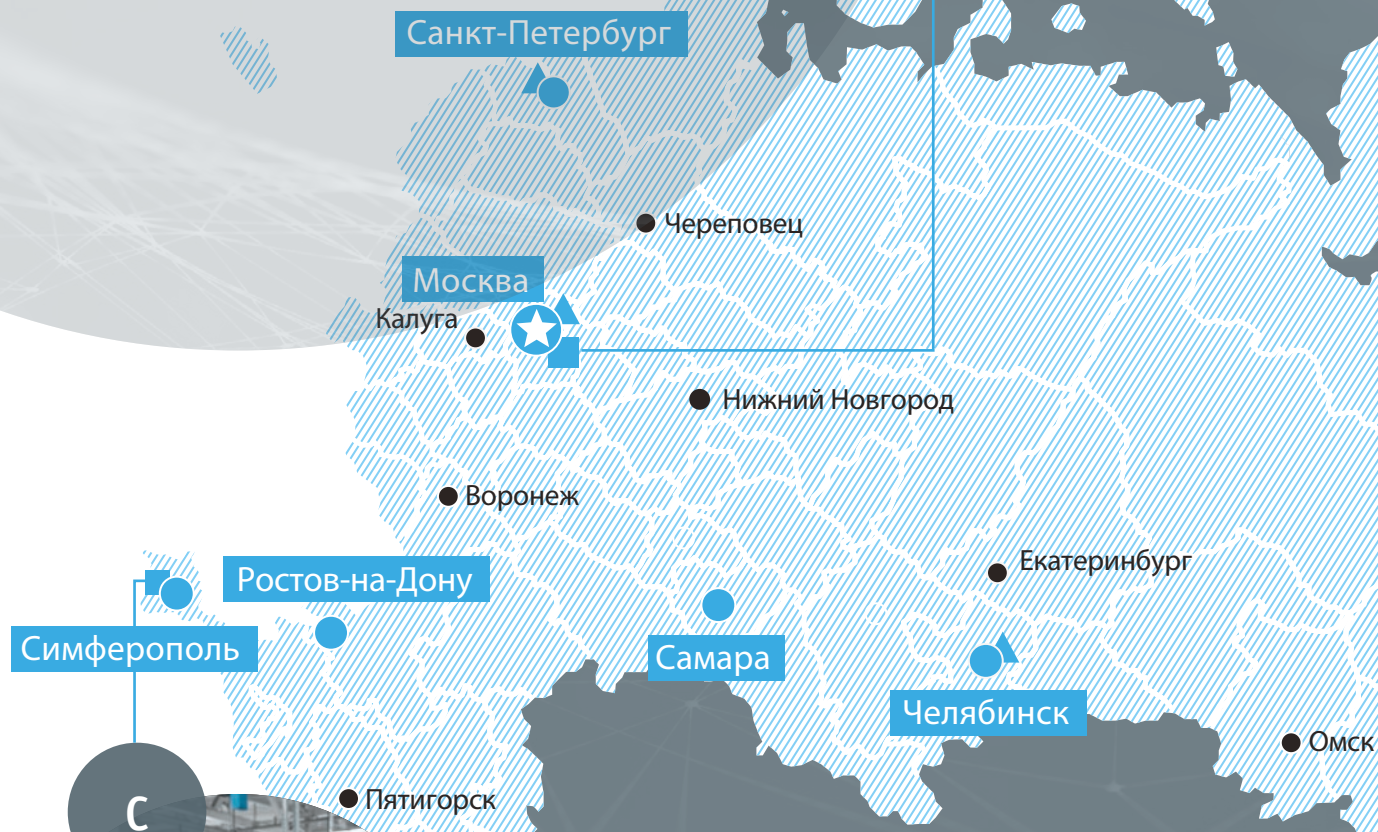 Санкт-Петербург
Череповец
Москва
Калуга
Нижний Новгород
Воронеж
Екатеринбург
Ростов-на-Дону
Симферополь
Самара
Челябинск
Омск
Пятигорск
С